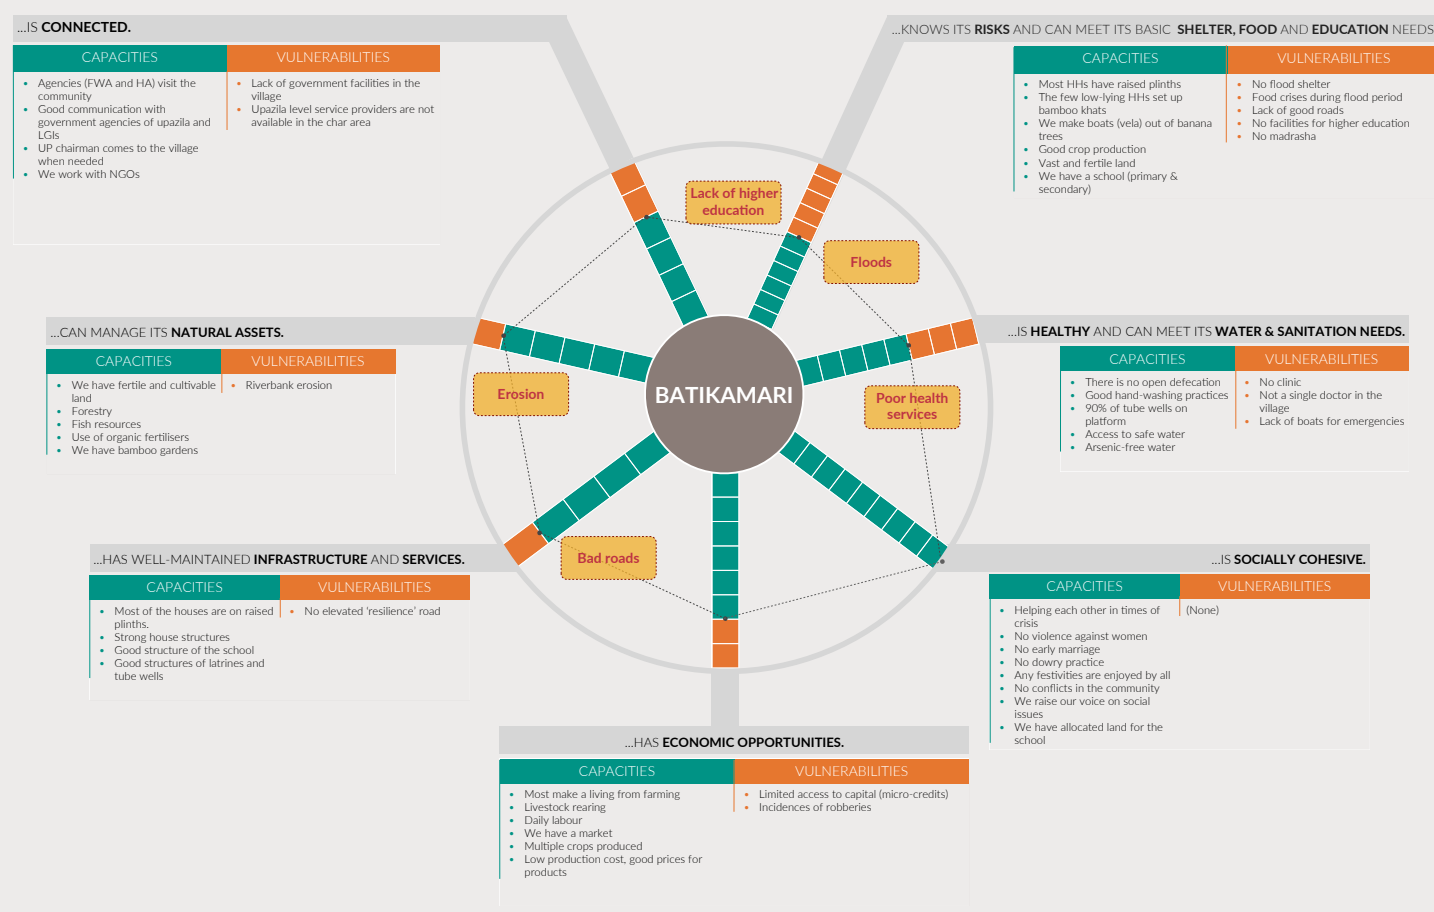 ...IS CONNECTED.
CAPACITIES
VULNERABILITIES
• Agencies (FWA and HA) visit the
community
• Good communication with
government agencies of upazila and
LGIs
• UP chairman comes to the village
when needed
• We work with NGOs
• Lack of government facilities in the
village
• Upazila level service providers are not
available in the char area
...KNOWS ITS RISKS AND CAN MEET ITS BASIC SHELTER, FOOD AND EDUCATION NEEDS
CAPACITIES
VULNERABILITIES
• Most HHs have raised plinths
• The few low-lying HHs set up
bamboo khats
• We make boats (vela) out of banana
trees
• Good crop production
• Vast and fertile land
• We have a school (primary &
secondary)
• No flood shelter
• Food crises during flood period
• Lack of good roads
• No facilities for higher education
• No madrasha
Lack of higher
education
Floods
...CAN MANAGE ITS NATURAL ASSETS.
CAPACITIES
VULNERABILITIES
• We have fertile and cultivable
land
• Forestry
• Fish resources
• Use of organic fertilisers
• We have bamboo gardens
• Riverbank erosion
Erosion
BATIKAMARI
Poor health
services
...IS HEALTHY AND CAN MEET ITS WATER & SANITATION NEEDS.
CAPACITIES
VULNERABILITIES
• There is no open defecation
• Good hand-washing practices
• 90% of tube wells on
platform
• Access to safe water
• Arsenic-free water
• No clinic
• Not a single doctor in the
village
• Lack of boats for emergencies
...HAS WELL-MAINTAINED INFRASTRUCTURE AND SERVICES.
CAPACITIES
VULNERABILITIES
• Most of the houses are on raised
plinths.
• Strong house structures
• Good structure of the school
• Good structures of latrines and
tube wells
• No elevated ‘resilience’ road
Bad roads
...IS SOCIALLY COHESIVE.
CAPACITIES
VULNERABILITIES
• Helping each other in times of
crisis
• No violence against women
• No early marriage
• No dowry practice
• Any festivities are enjoyed by all
• No conflicts in the community
• We raise our voice on social
issues
• We have allocated land for the
school
(None)
...HAS ECONOMIC OPPORTUNITIES.
CAPACITIES
VULNERABILITIES
• Most make a living from farming
• Livestock rearing
• Daily labour
• We have a market
• Multiple crops produced
• Low production cost, good prices for
products
• Limited access to capital (micro-credits)
• Incidences of robberies